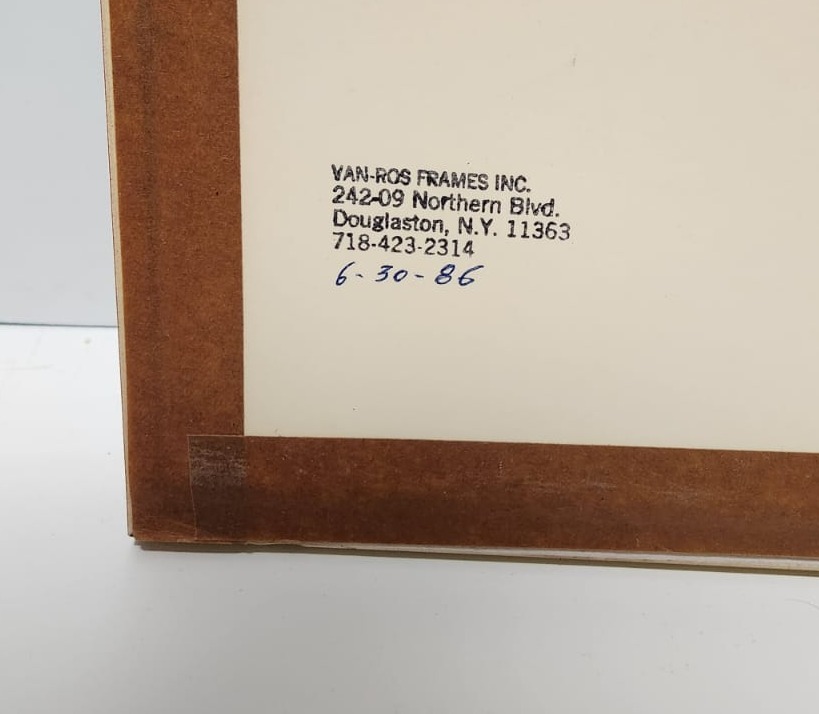 VAN-ROS FRAMES INC.
242-09 Northern Blvd.
Douglaston, N.Y. 11363
718-423-2314
6-30-86